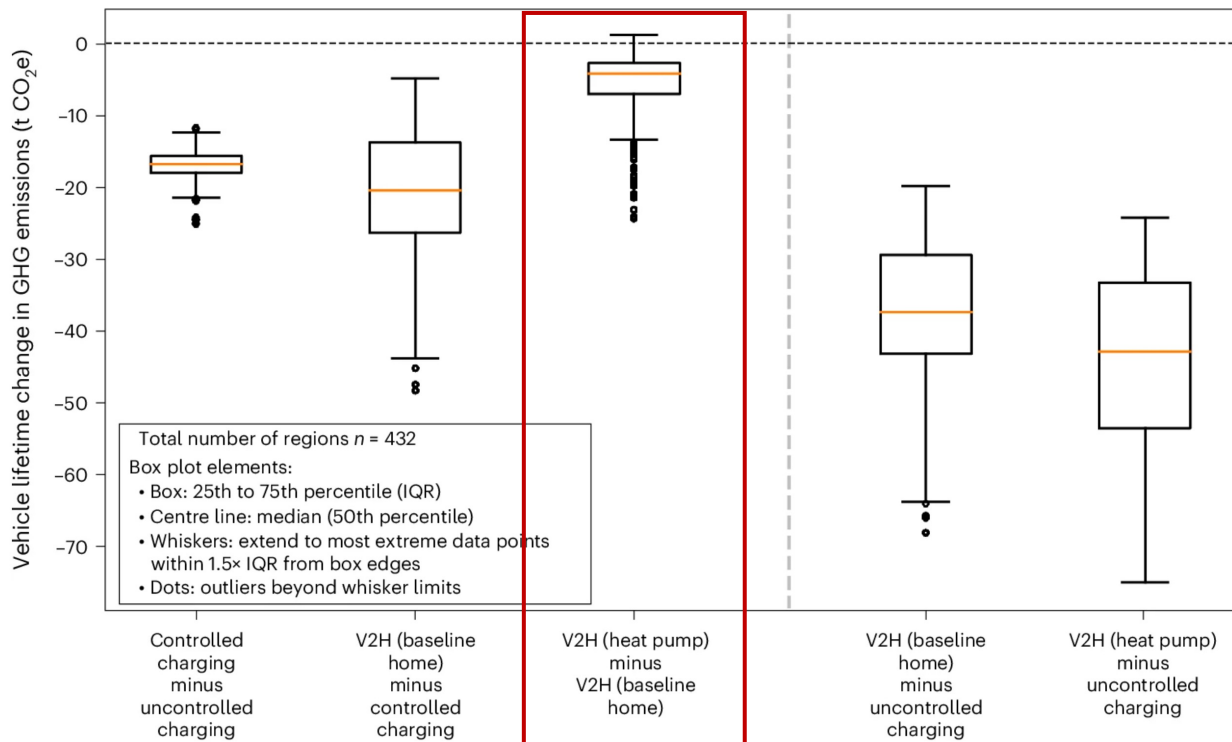 Vehicle lifetime change in GHG emissions (t CO₂e)
0
–10
–20
–30
–40
–50
–60
–70
Total number of regions n = 432
Box plot elements:
• Box: 25th to 75th percentile (IQR)
• Centre line: median (50th percentile)
• Whiskers: extend to most extreme data points
within 1.5× IQR from box edges
• Dots: outliers beyond whisker limits
Controlled
charging
minus
uncontrolled
charging
V2H (baseline
home)
minus
controlled
charging
V2H (heat pump)
minus
V2H (baseline
home)
V2H (baseline
home)
minus
uncontrolled
charging
V2H (heat pump)
minus
uncontrolled
charging